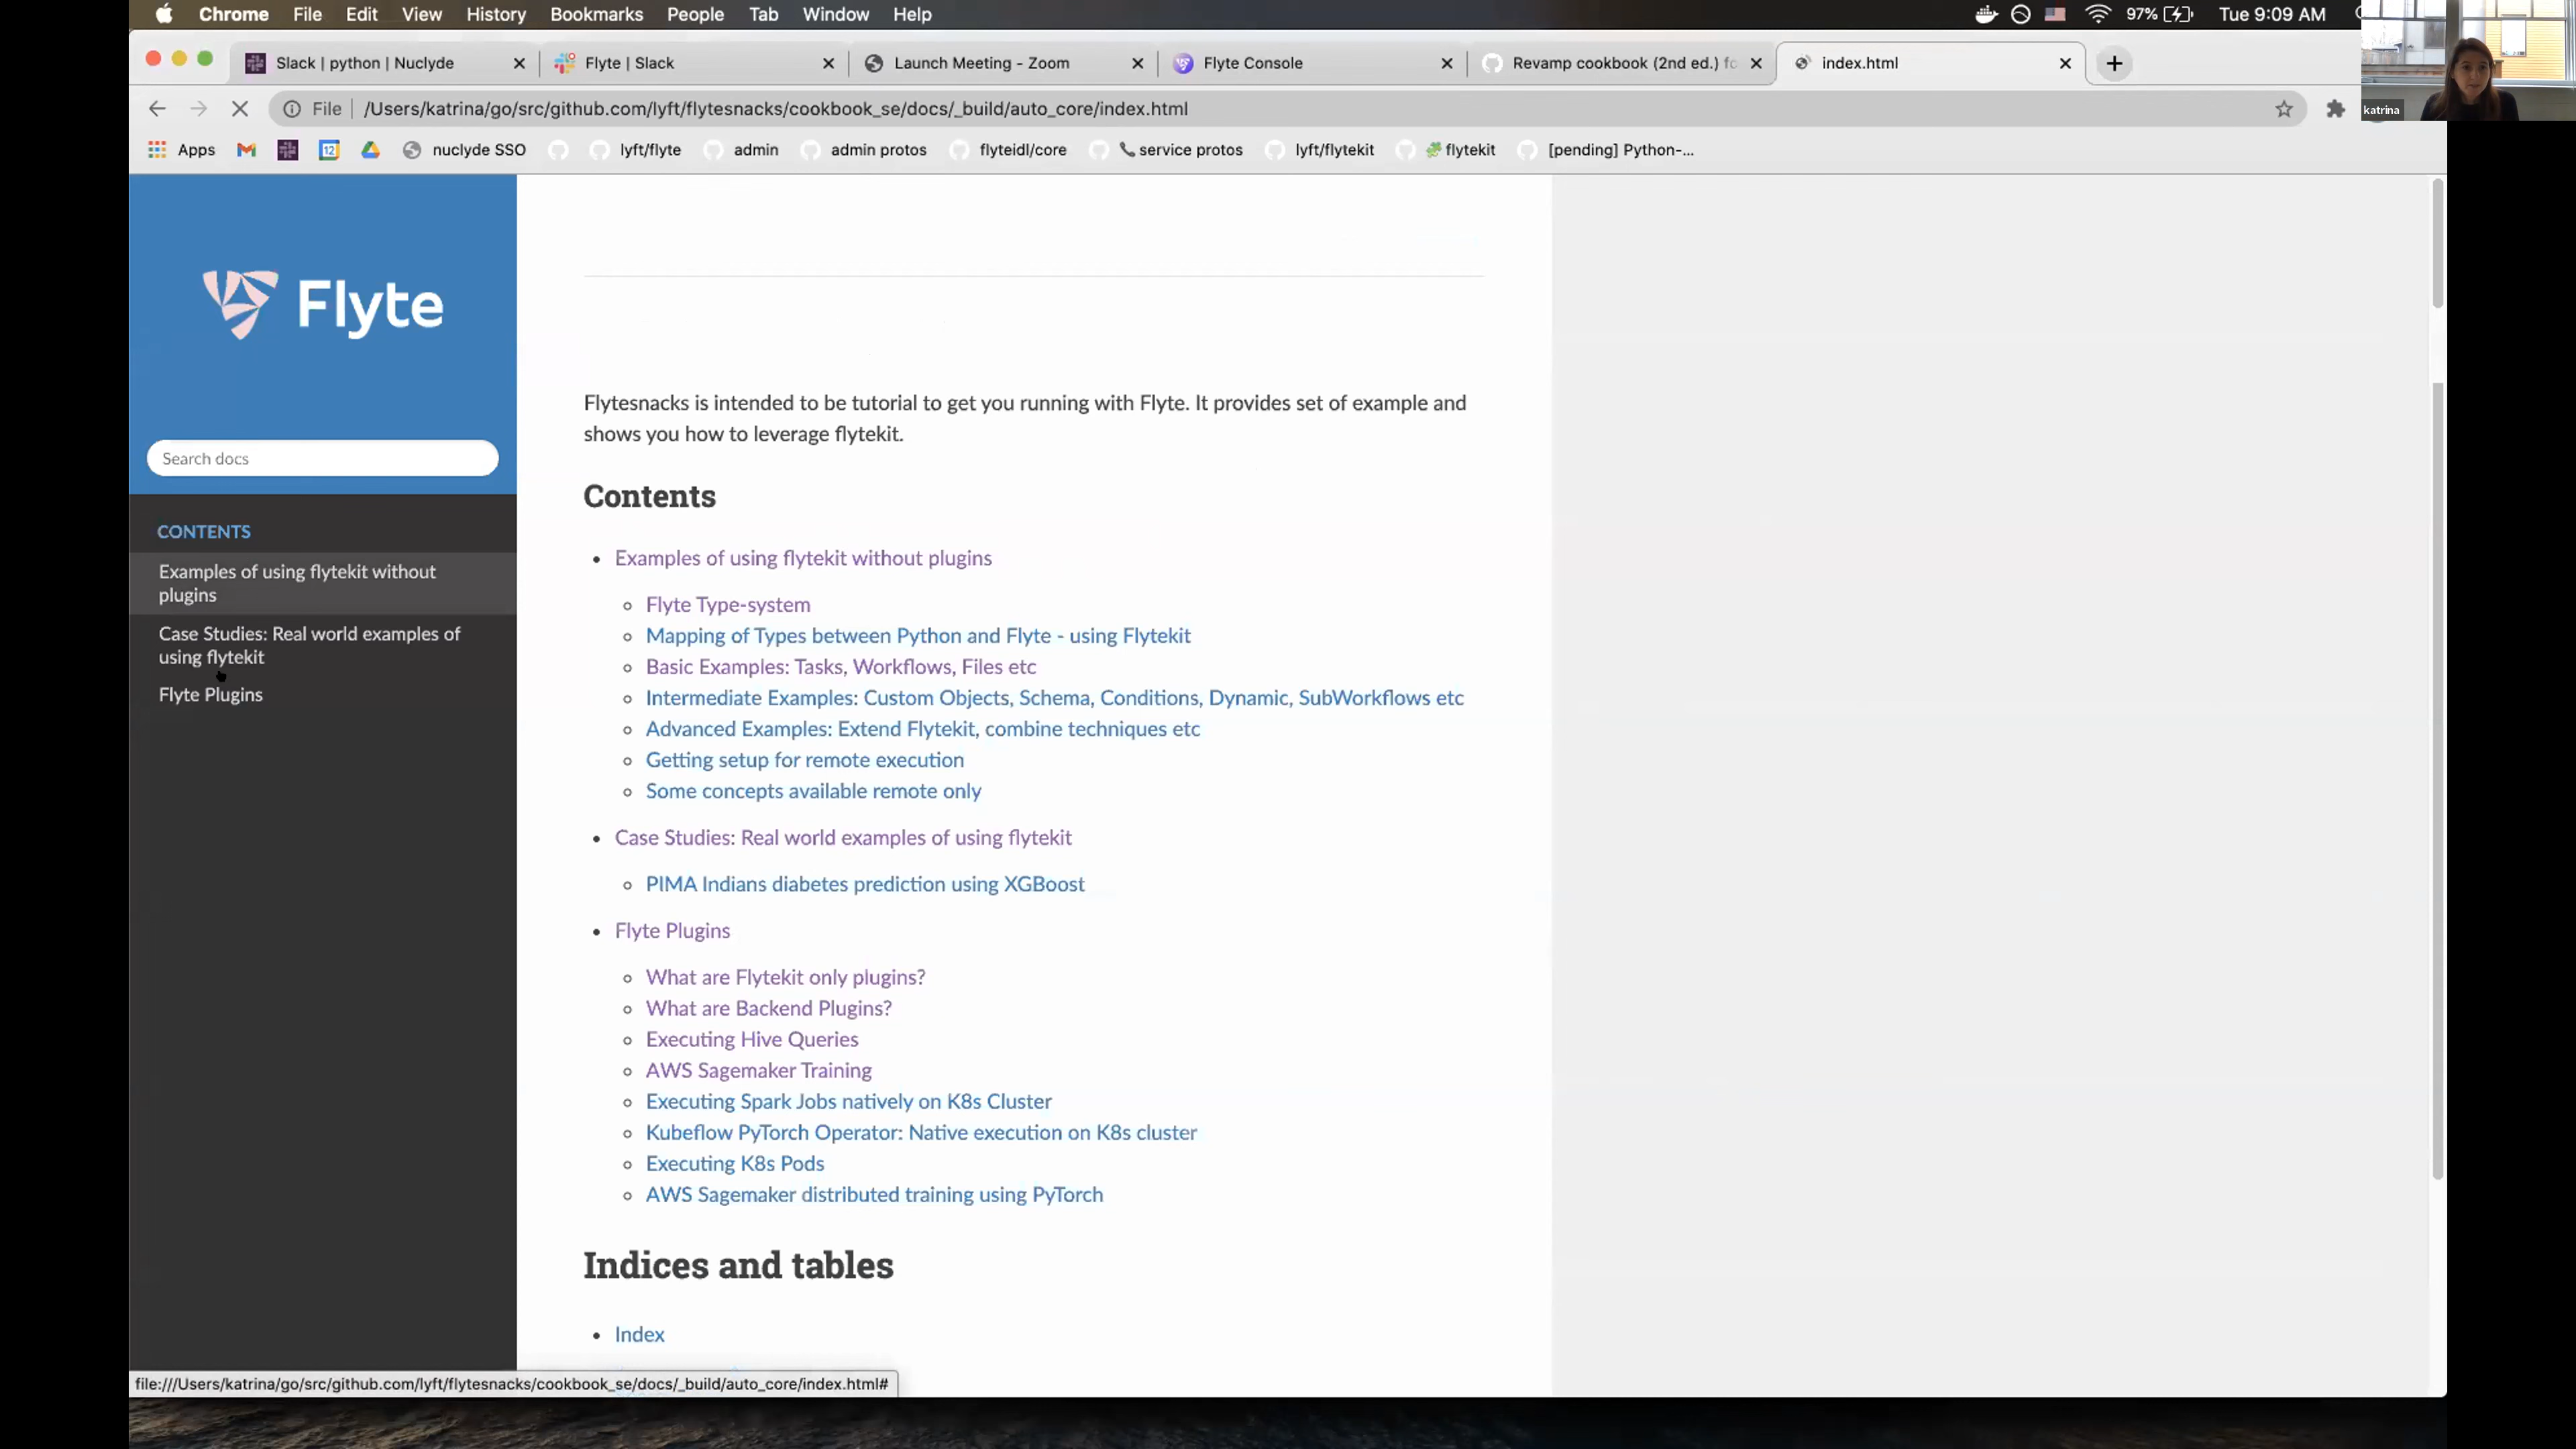 Chrome File Edit View History Bookmarks People Tab Window Help 97% Tue 9:09 AM
Slack | python | Nuclyde Flyte | Slack Launch Meeting - Zoom Flyte Console Revamp cookbook (2nd ed.) fo index.html
katrina
File /Users/katrina/go/src/github.com/lyft/flytesnacks/cookbook_se/docs/_build/auto_core/index.html
Apps 12 nuclyde SSO lyft/flyte admin admin protos flyteidl/core 📞service protos lyft/flytekit flytekit [pending] Python-...
Flyte
Search docs
CONTENTS
Examples of using flytekit without
plugins
Case Studies: Real world examples of
using flytekit
Flyte Plugins
Flytesnacks is intended to be tutorial to get you running with Flyte. It provides set of example and
shows you how to leverage flytekit.
Contents
Examples of using flytekit without plugins
Flyte Type-system
Mapping of Types between Python and Flyte - using Flytekit
Basic Examples: Tasks, Workflows, Files etc
Intermediate Examples: Custom Objects, Schema, Conditions, Dynamic, SubWorkflows etc
Advanced Examples: Extend Flytekit, combine techniques etc
Getting setup for remote execution
Some concepts available remote only
Case Studies: Real world examples of using flytekit
PIMA Indians diabetes prediction using XGBoost
Flyte Plugins
What are Flytekit only plugins?
What are Backend Plugins?
Executing Hive Queries
AWS Sagemaker Training
Executing Spark Jobs natively on K8s Cluster
Kubeflow PyTorch Operator: Native execution on K8s cluster
Executing K8s Pods
AWS Sagemaker distributed training using PyTorch
Indices and tables
Index
file:///Users/katrina/go/src/github.com/lyft/flytesnacks/cookbook_se/docs/_build/auto_core/index.html#